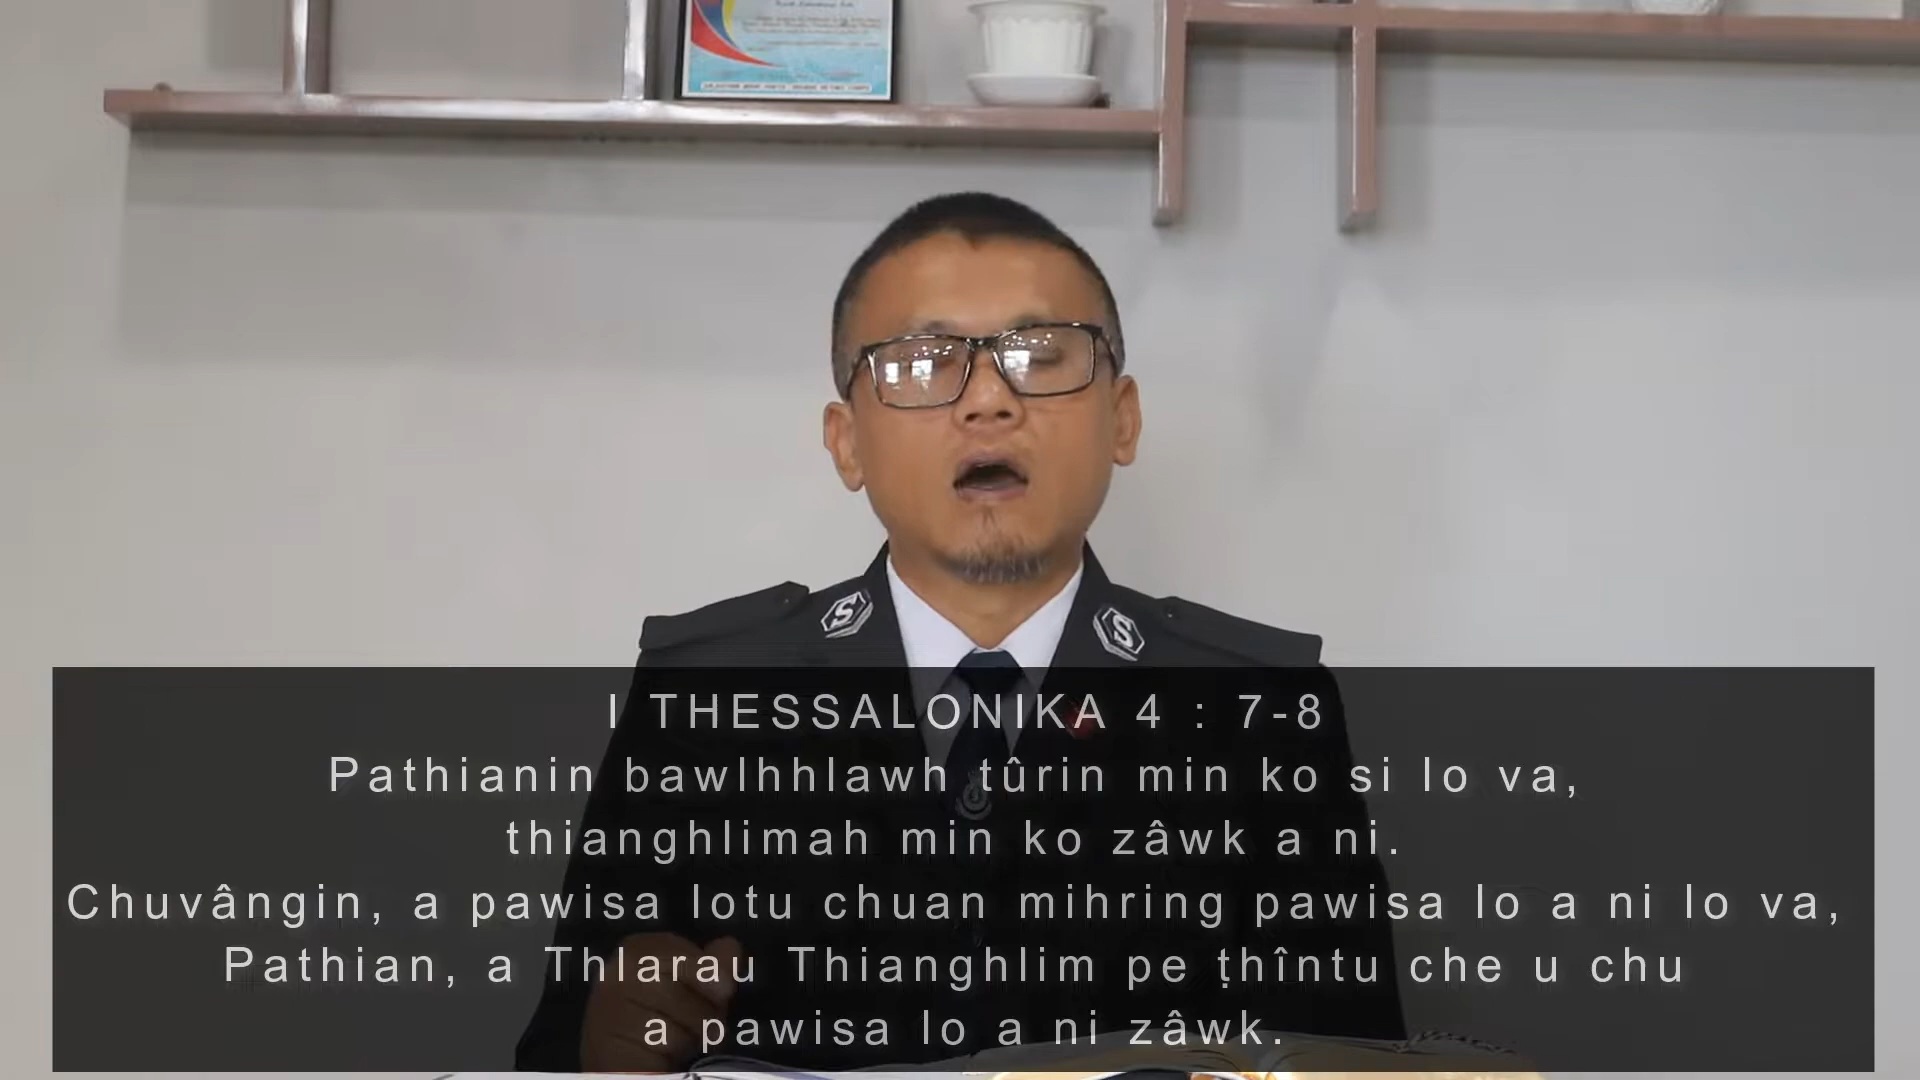 S
S
I THESSALONIKA 4 : 7-8
Pathianin bawlhhlawh tûrin min ko si lo va,
thianghlimah min ko zâwk a ni.
Chuvângin, a pawisa lotu chuan mihring pawisa lo a ni lo va,
Pathian, a Thlarau Thianghlim pe ṭhîntu che u chu
a pawisa lo a ni zâwk.